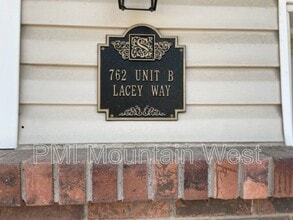 S
762 UNIT B
LACEY WAY
PMI Mountain West